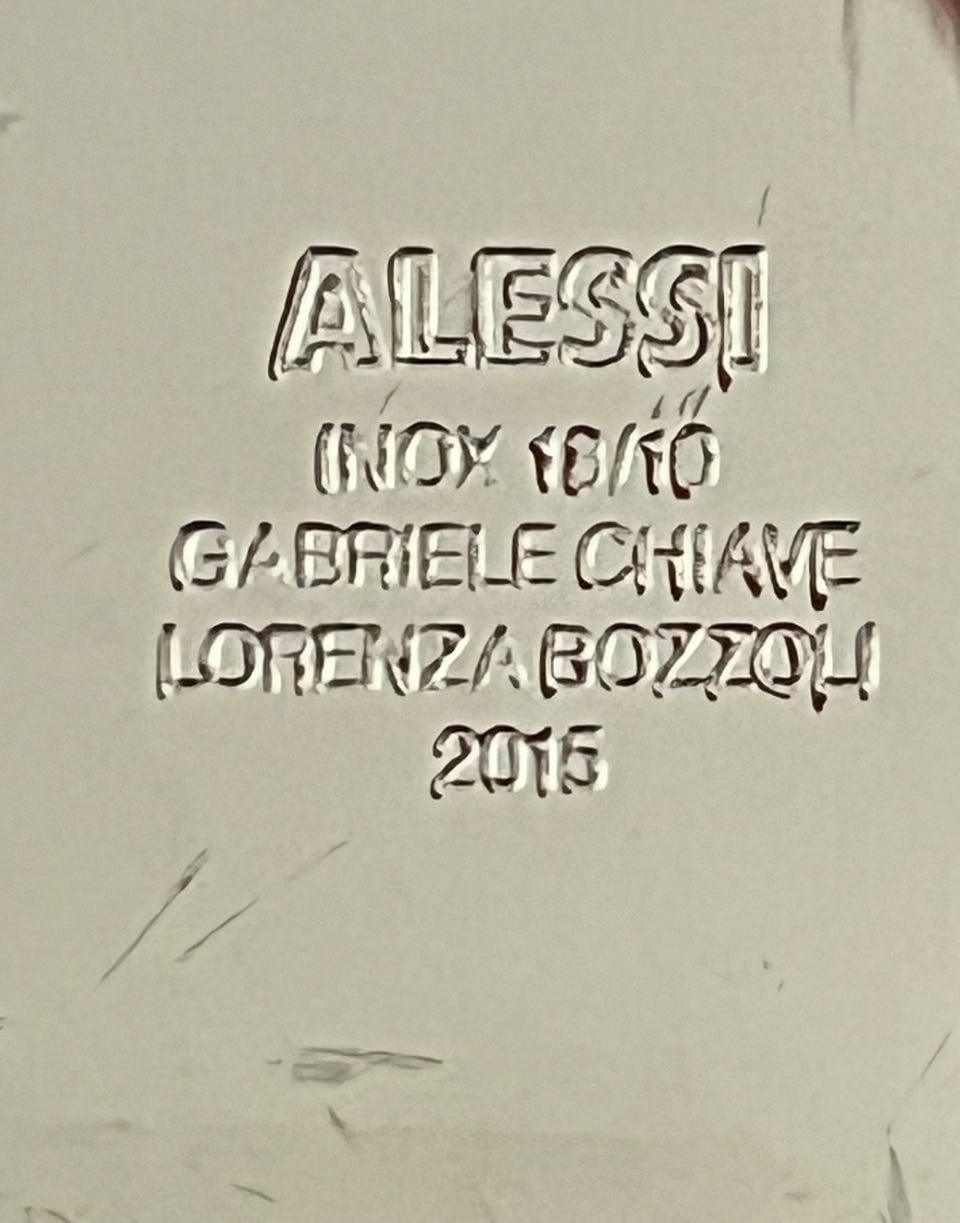 ALESSI
INOX 18/10
GABRIELE CHIAVE
LORENZA BOZZOLI
2015